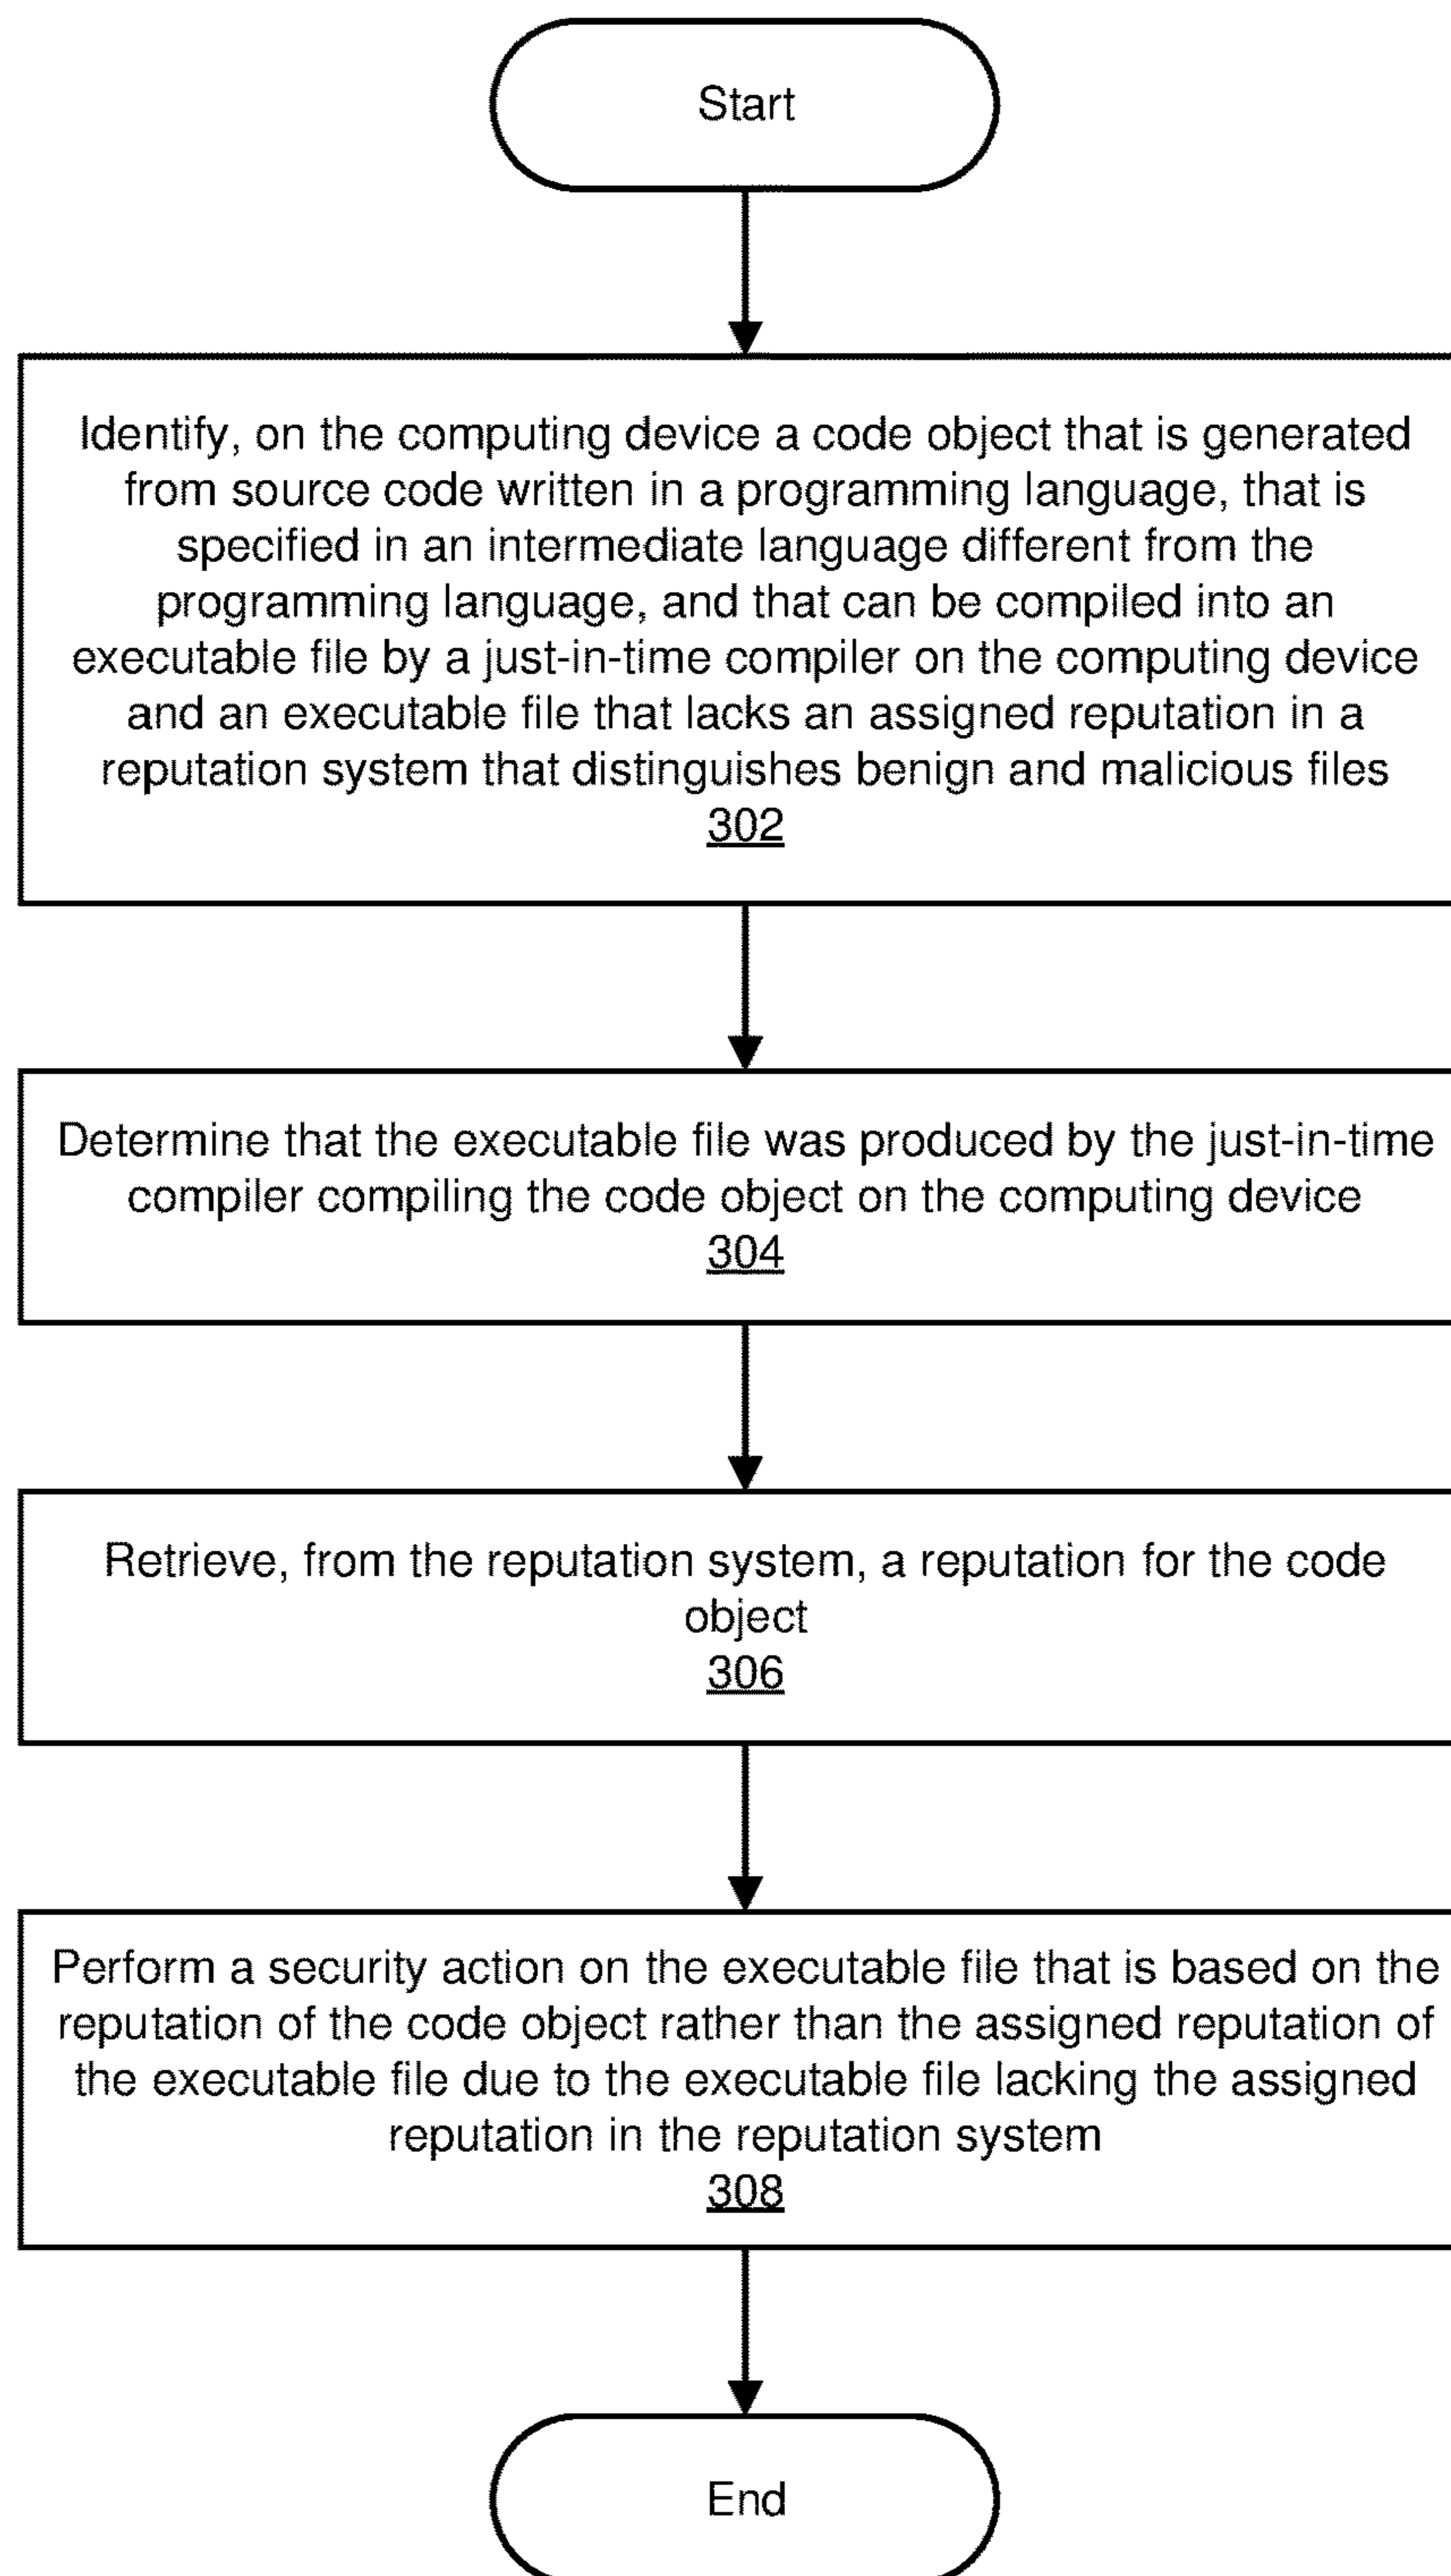 Start
Identify, on the computing device a code object that is generated
from source code written in a programming language, that is
specified in an intermediate language different from the
programming language, and that can be compiled into an
executable file by a just-in-time compiler on the computing device
and an executable file that lacks an assigned reputation in a
reputation system that distinguishes benign and malicious files
302
Determine that the executable file was produced by the just-in-time
compiler compiling the code object on the computing device
304
Retrieve, from the reputation system, a reputation for the code
object
306
Perform a security action on the executable file that is based on the
reputation of the code object rather than the assigned reputation of
the executable file due to the executable file lacking the assigned
reputation in the reputation system
308
End